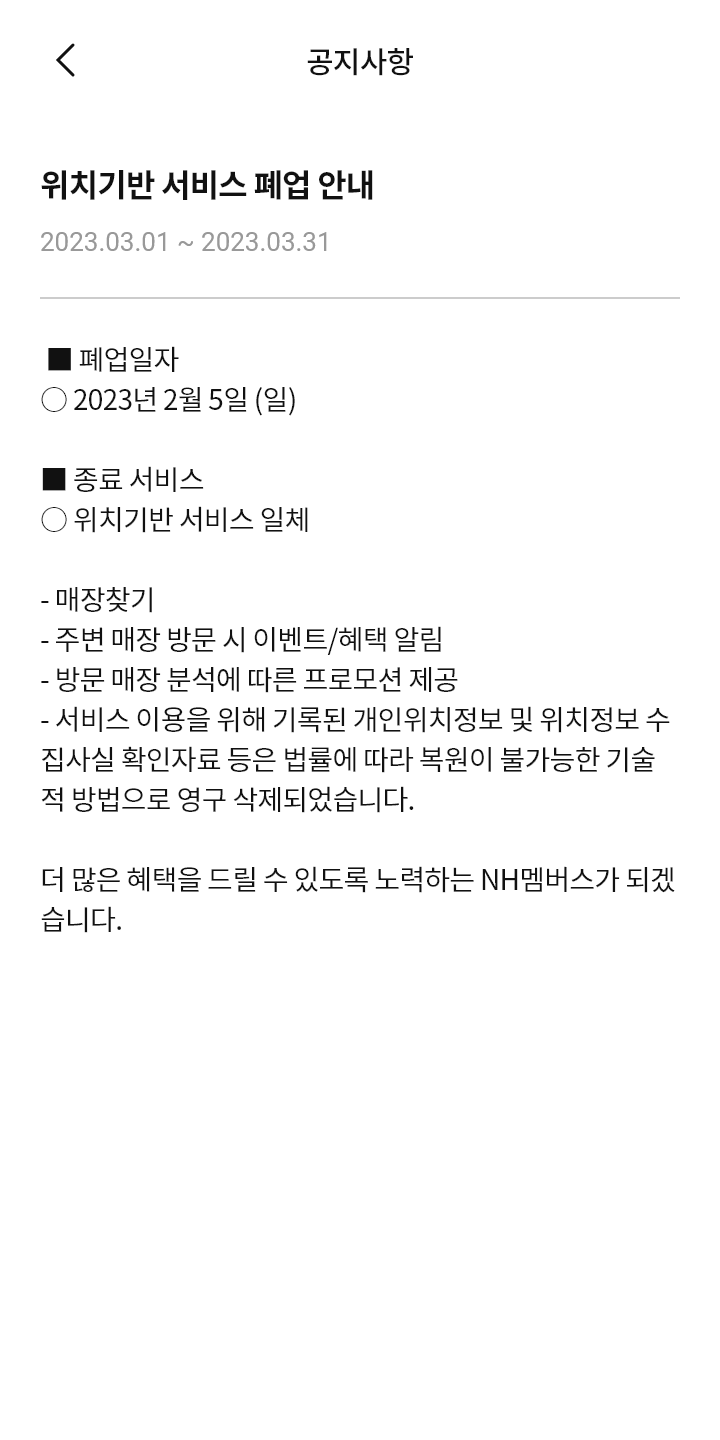 공지사항
위치기반 서비스 폐업 안내
2023.03.01 ~ 2023.03.31
■ 폐업일자
○ 2023년 2월 5일 (일)
■ 종료 서비스
○ 위치기반 서비스 일체
- 매장찾기
- 주변 매장 방문 시 이벤트/혜택 알림
- 방문 매장 분석에 따른 프로모션 제공
- 서비스 이용을 위해 기록된 개인위치정보 및 위치정보 수
집사실 확인자료 등은 법률에 따라 복원이 불가능한 기술
적 방법으로 영구 삭제되었습니다.
더 많은 혜택을 드릴 수 있도록 노력하는 NH멤버스가 되겠
습니다.